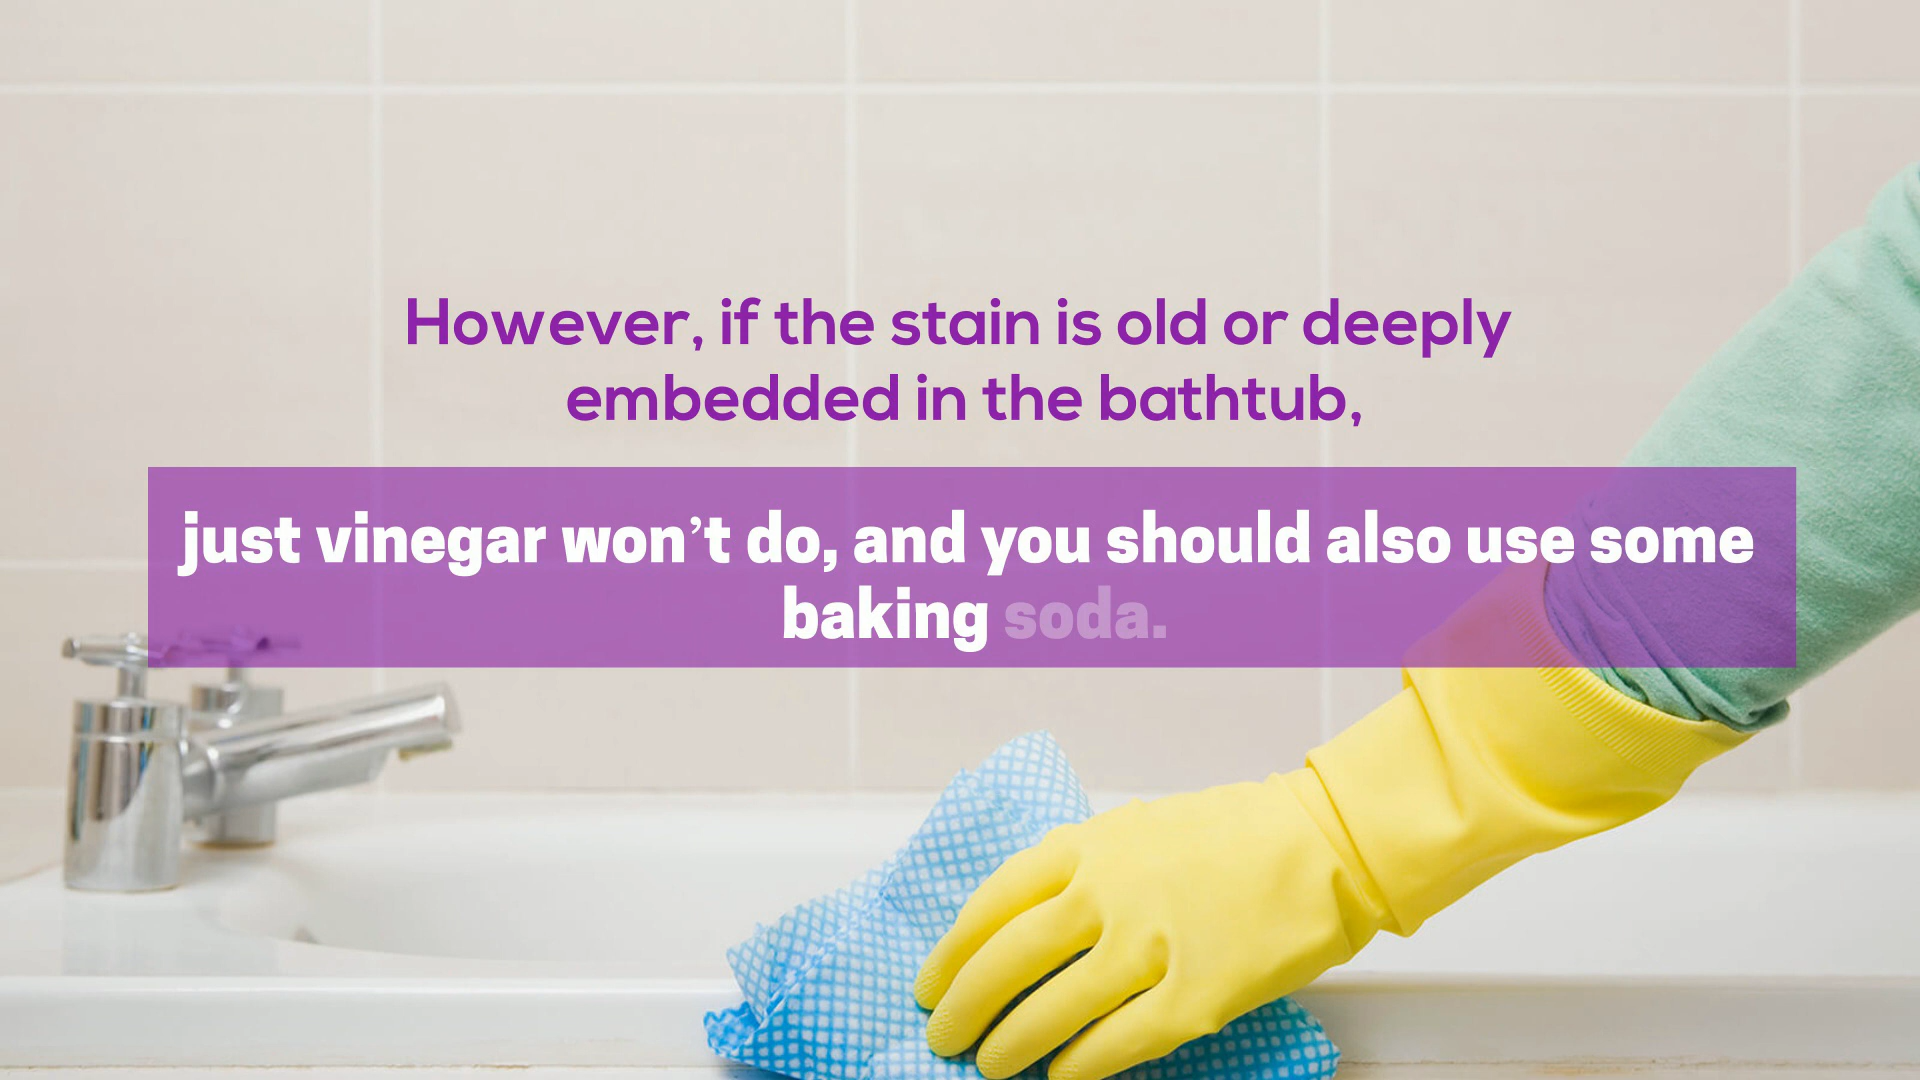 However, if the stain is old or deeply
embedded in the bathtub,
just vinegar won’t do, and you should also use some
baking soda.